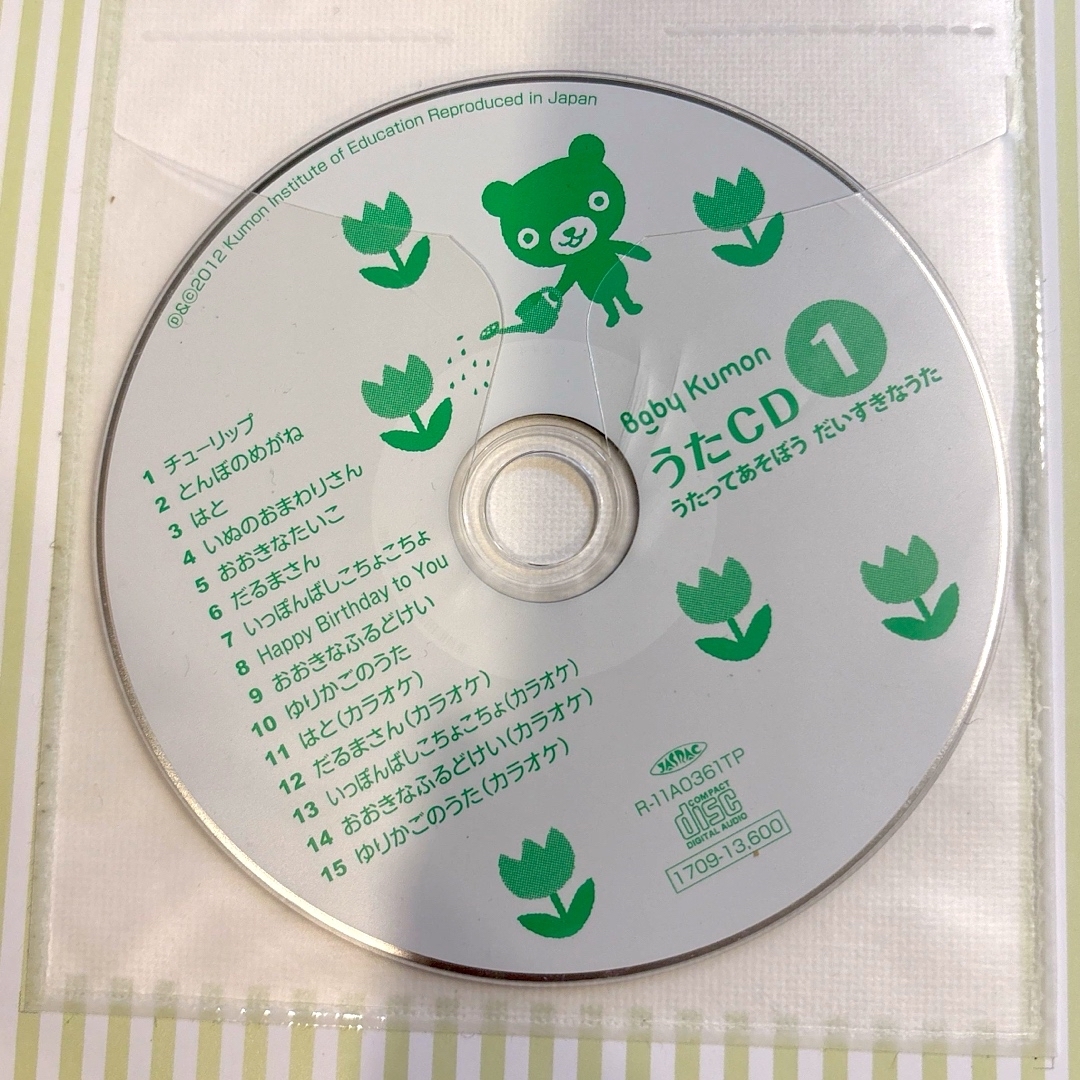 ℗&©2012 Kumon Institute of Education Reproduced in Japan
Baby Kumon
うたCD 1
うたってあそぼう だいすきなうた
1 チューリップ
2 とんぼのめがね
3 はと
4 いぬのおまわりさん
5 おおきなたいこ
6 だるまさん
7 いっぽんばしこちょこちょ
8 Happy Birthday to You
9 おおきなふるどけい
10 ゆりかごのうた
11 はと(カラオケ)
12 だるまさん(カラオケ)
13 いっぽんばしこちょこちょ(カラオケ)
14 おおきなふるどけい(カラオケ)
15 ゆりかごのうた(カラオケ)
JASRAC
R-11A0361TP
COMPACT
disc
DIGITAL AUDIO
1709-13,600